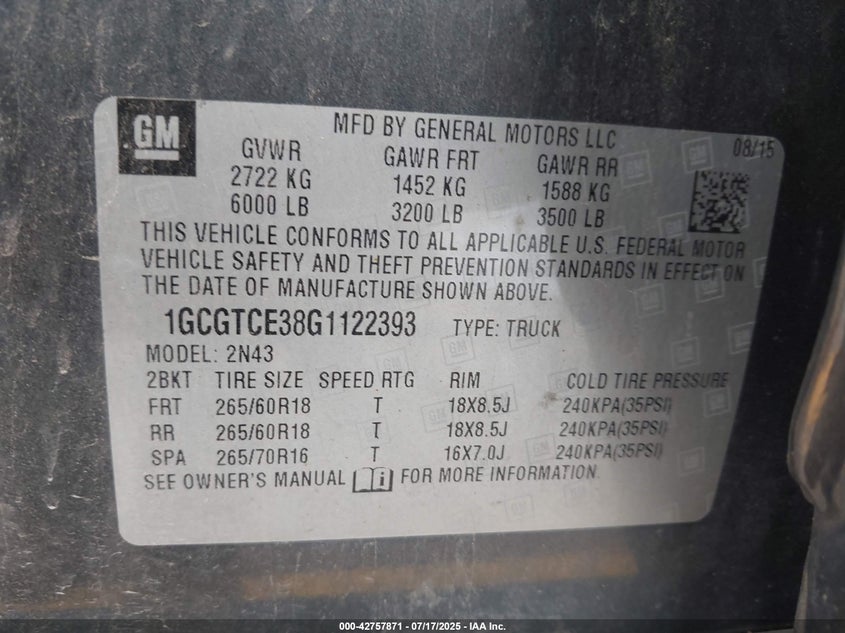 GM
MFD BY GENERAL MOTORS LLC
08/15
GVWR GAWR FRT GAWR RR
2722 KG 1452 KG 1588 KG
6000 LB 3200 LB 3500 LB
THIS VEHICLE CONFORMS TO ALL APPLICABLE U.S. FEDERAL MOTOR
VEHICLE SAFETY AND THEFT PREVENTION STANDARDS IN EFFECT ON
THE DATE OF MANUFACTURE SHOWN ABOVE.
1GCGTCE38G1122393 TYPE: TRUCK
MODEL: 2N43
2BKT TIRE SIZE SPEED RTG RIM COLD TIRE PRESSURE
FRT 265/60R18 T 18X8.5J 240KPA(35PSI)
RR 265/60R18 T 18X8.5J 240KPA(35PSI)
SPA 265/70R16 T 16X7.0J 240KPA(35PSI)
SEE OWNER'S MANUAL FOR MORE INFORMATION.
000-42757871 - 07/17/2025 - IAA Inc.